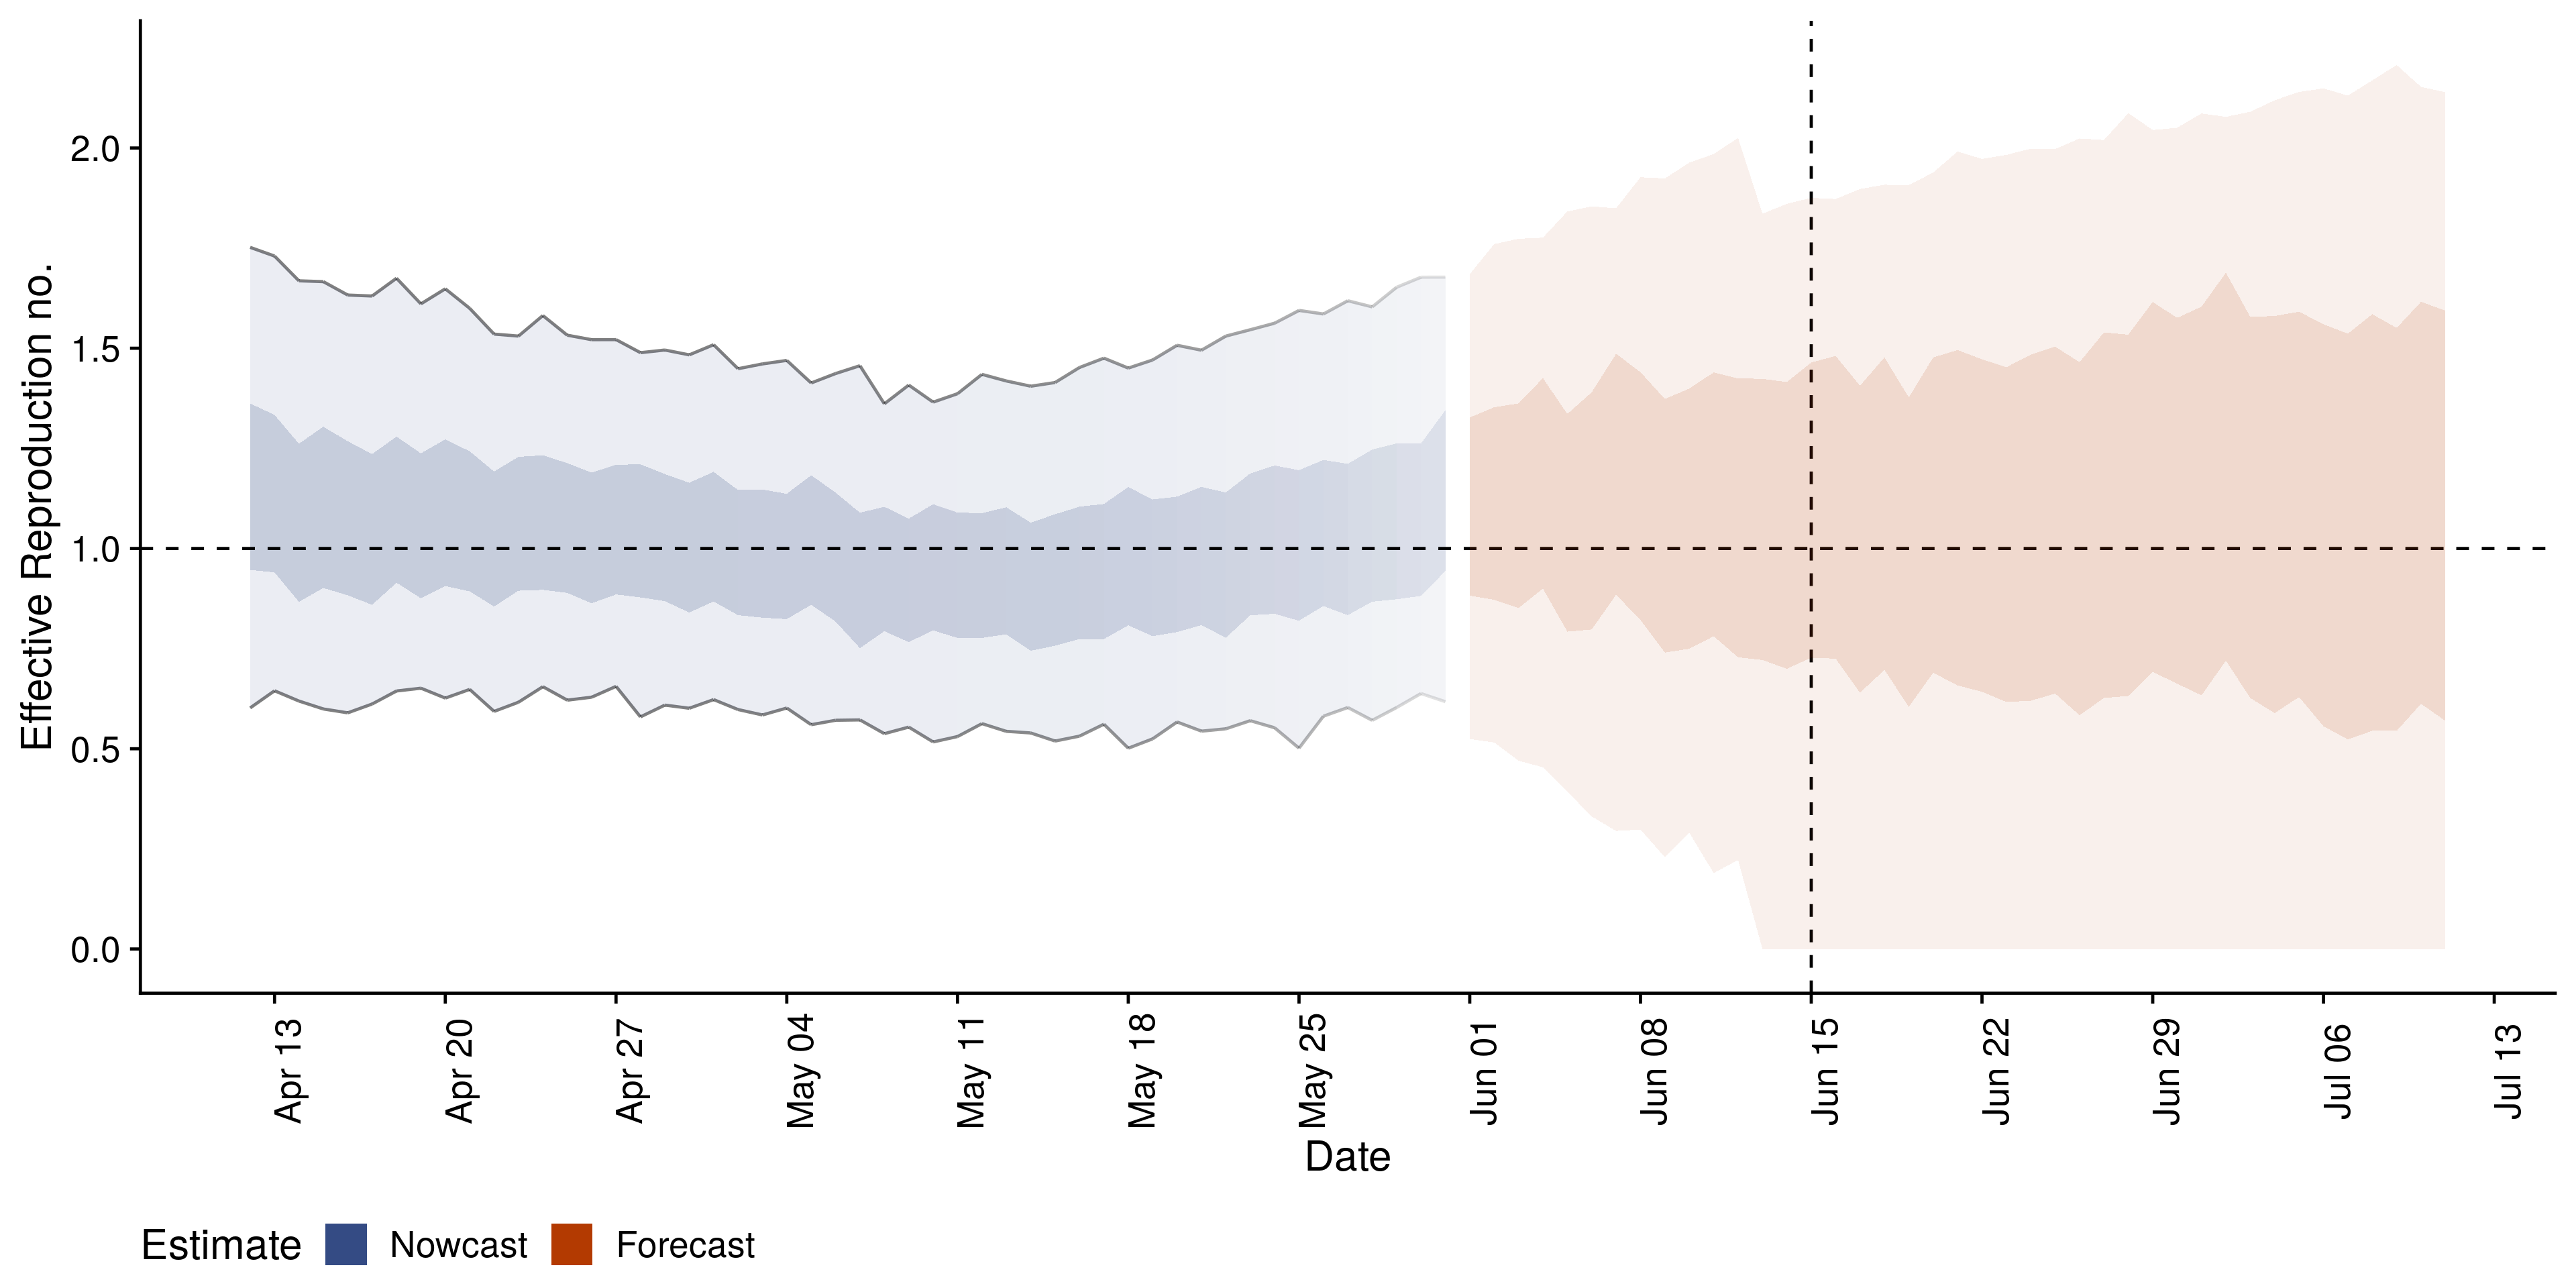 Effective Reproduction no.
2.0
1.5
1.0
0.5
0.0
Apr 13
Apr 20
Apr 27
May 04
May 11
May 18
May 25
Jun 01
Jun 08
Jun 15
Jun 22
Jun 29
Jul 06
Jul 13
Date
Estimate Nowcast Forecast